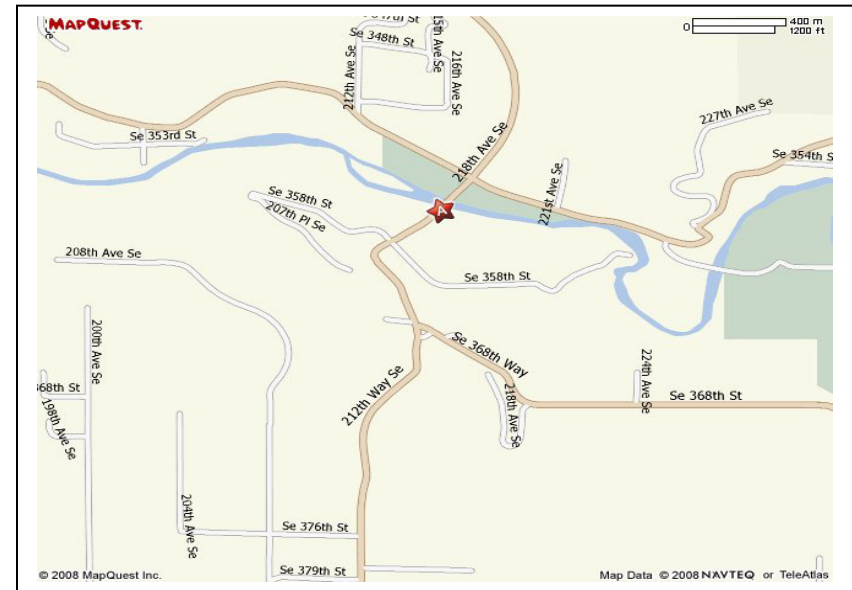 MAPQUEST.
0 400 m
1200 ft
215th Ave Se
Se 348th St
212th Ave Se
216th Ave Se
218th Ave Se
227th Ave Se
Se 353rd St
Se 354th S
221st Ave Se
A
Se 358th St
207th Pl Se
208th Ave Se
Se 358th St
200th Ave Se
Se 368th Way
224th Ave Se
368th St
198th Ave Se
212th Way Se
218th Ave Se
Se 368th St
204th Ave Se
Se 376th St
Se 379th St
© 2008 MapQuest Inc.
Map Data © 2008 NAVTEQ or TeleAtlas